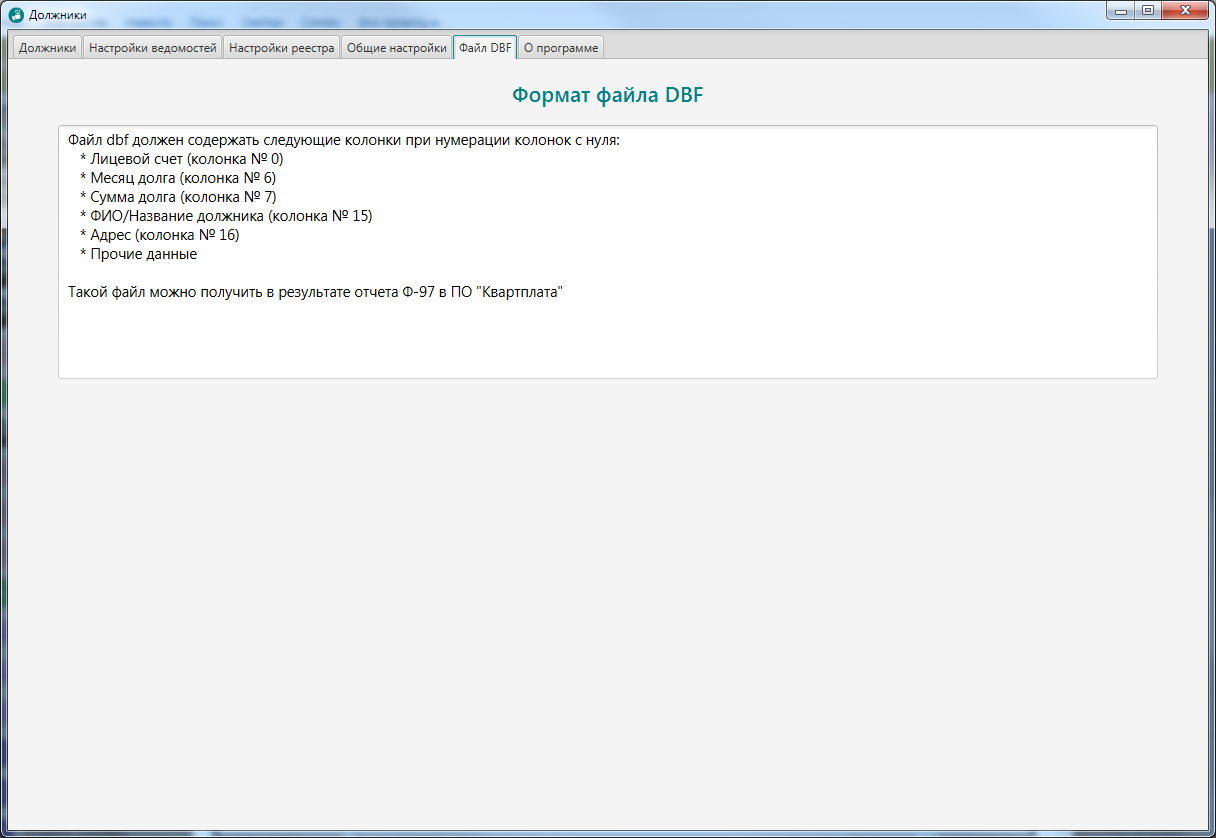 Должники
Должники Настройки ведомостей Настройки реестра Общие настройки Файл DBF О программе
Формат файла DBF
Файл dbf должен содержать следующие колонки при нумерации колонок с нуля:
* Лицевой счет (колонка № 0)
* Месяц долга (колонка № 6)
* Сумма долга (колонка № 7)
* ФИО/Название должника (колонка № 15)
* Адрес (колонка № 16)
* Прочие данные
Такой файл можно получить в результате отчета Ф-97 в ПО "Квартплата"